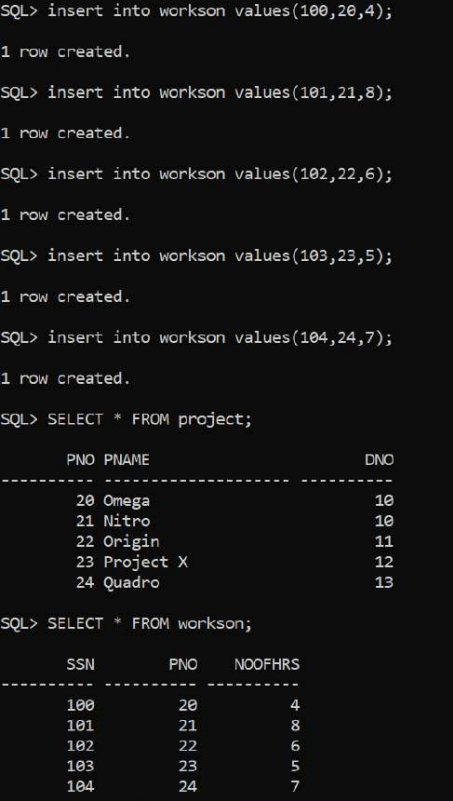 SQL> insert into workson values(100,20,4);
1 row created.
SQL> insert into workson values(101,21,8);
1 row created.
SQL> insert into workson values(102,22,6);
1 row created.
SQL> insert into workson values(103,23,5);
1 row created.
SQL> insert into workson values(104,24,7);
1 row created.
SQL> SELECT * FROM project;
PNO PNAME DNO
---------- -------------------- ----------
20 Omega 10
21 Nitro 10
22 Origin 11
23 Project X 12
24 Quadro 13
SQL> SELECT * FROM workson;
SSN PNO NOOFHRS
---------- ---------- ----------
100 20 4
101 21 8
102 22 6
103 23 5
104 24 7